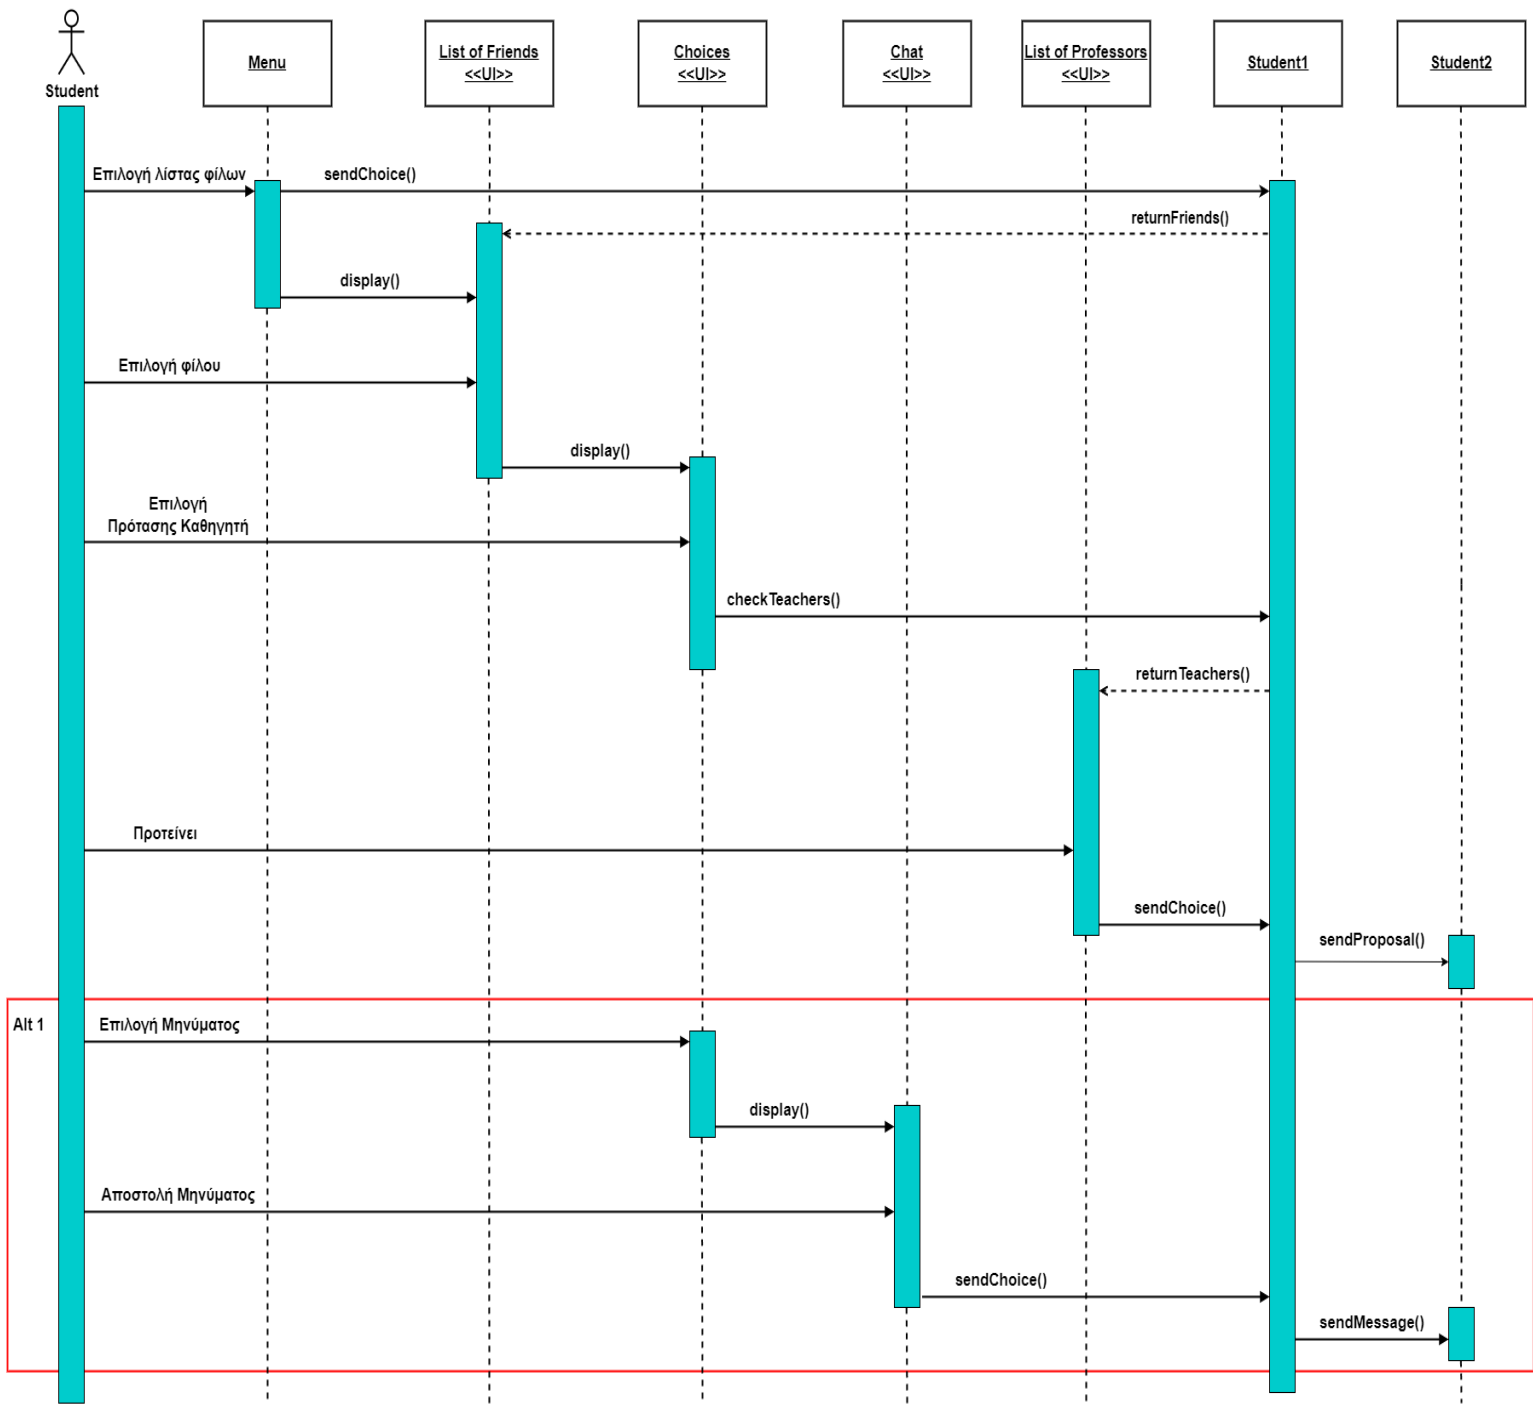 Student
Menu
List of Friends
<<UI>>
Choices
<<UI>>
Chat
<<UI>>
List of Professors
<<UI>>
Student1
Student2
Επιλογή λίστας φίλων
sendChoice()
returnFriends()
display()
Επιλογή φίλου
display()
Επιλογή
Πρότασης Καθηγητή
checkTeachers()
returnTeachers()
Προτείνει
sendChoice()
sendProposal()
Alt 1
Επιλογή Μηνύματος
display()
Αποστολή Μηνύματος
sendChoice()
sendMessage()